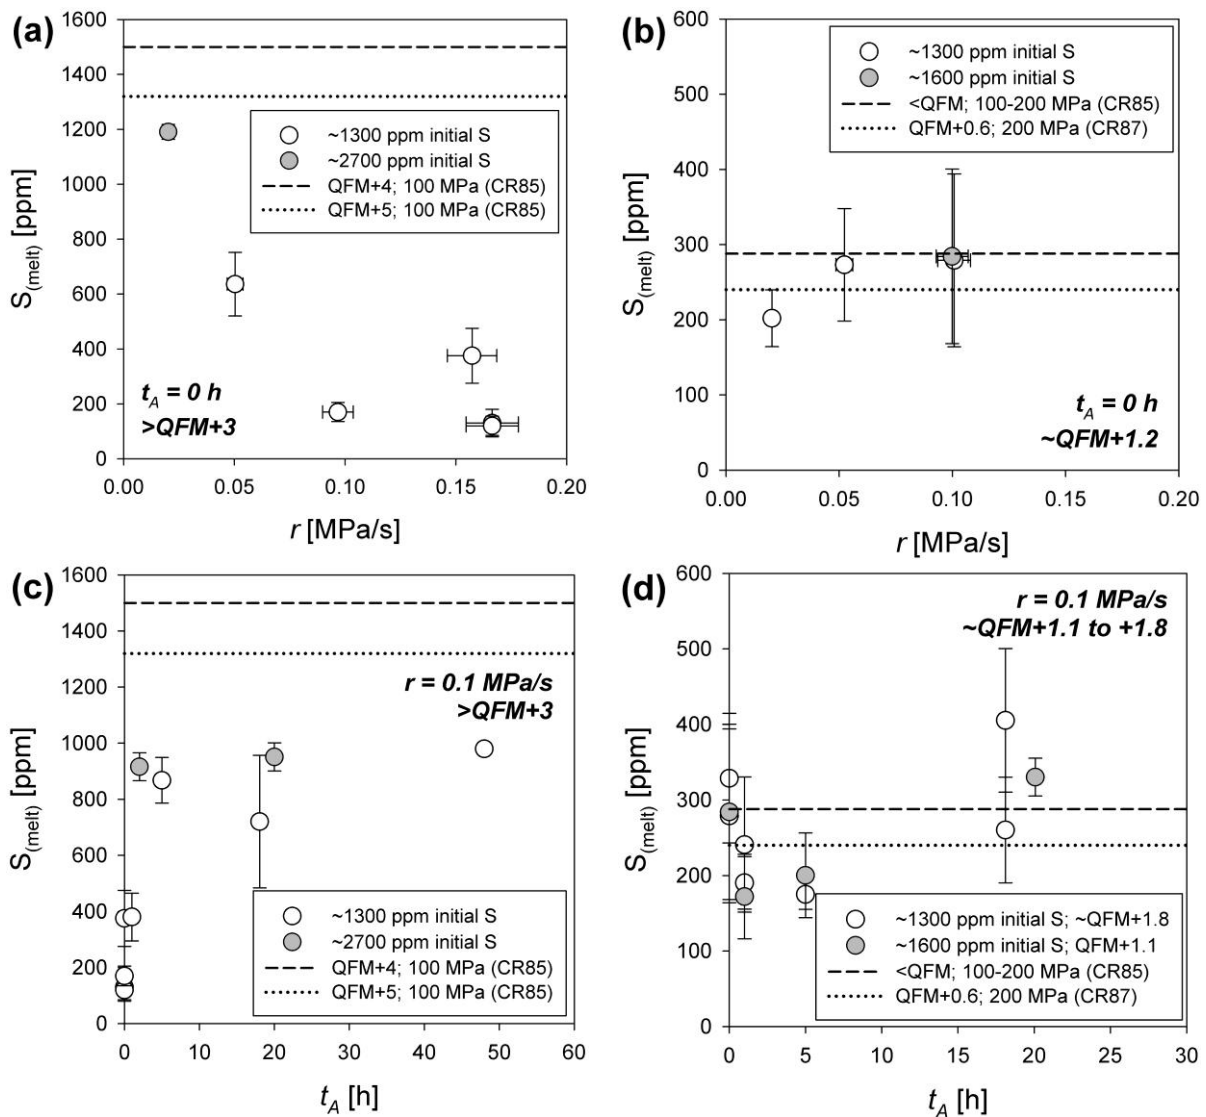 (a)
1600
1400
1200
1000
800
600
400
200
0
S(melt) [ppm]
~1300 ppm initial S
~2700 ppm initial S
QFM+4; 100 MPa (CR85)
QFM+5; 100 MPa (CR85)
tA = 0 h
>QFM+3
0.00 0.05 0.10 0.15 0.20
r [MPa/s]
(b)
600
500
400
300
200
100
0
S(melt) [ppm]
~1300 ppm initial S
~1600 ppm initial S
<QFM; 100-200 MPa (CR85)
QFM+0.6; 200 MPa (CR87)
tA = 0 h
~QFM+1.2
0.00 0.05 0.10 0.15 0.20
r [MPa/s]
(c)
1600
1400
1200
1000
800
600
400
200
0
S(melt) [ppm]
r = 0.1 MPa/s
>QFM+3
~1300 ppm initial S
~2700 ppm initial S
QFM+4; 100 MPa (CR85)
QFM+5; 100 MPa (CR85)
0 10 20 30 40 50 60
tA [h]
(d)
600
500
400
300
200
100
0
S(melt) [ppm]
r = 0.1 MPa/s
~QFM+1.1 to +1.8
~1300 ppm initial S; ~QFM+1.8
~1600 ppm initial S; QFM+1.1
<QFM; 100-200 MPa (CR85)
QFM+0.6; 200 MPa (CR87)
0 5 10 15 20 25 30
tA [h]